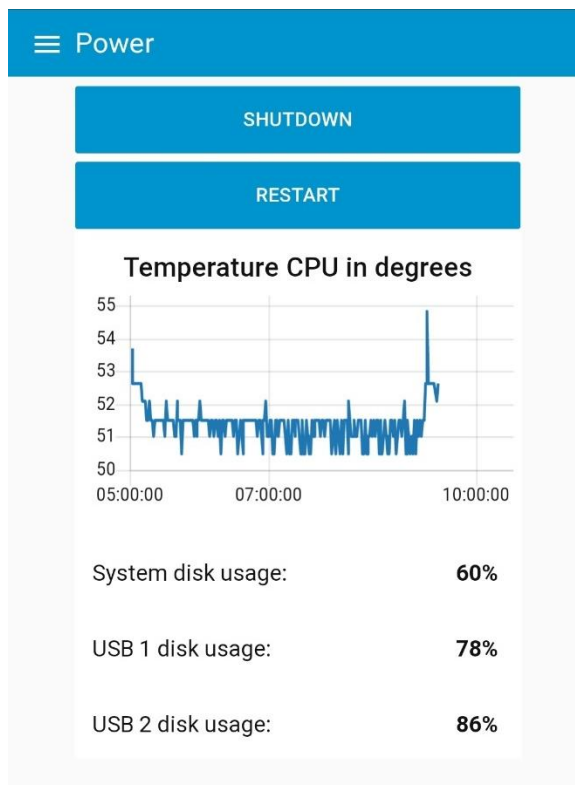 Power
SHUTDOWN
RESTART
Temperature CPU in degrees
55
54
53
52
51
50
05:00:00 07:00:00 10:00:00
System disk usage: 60%
USB 1 disk usage: 78%
USB 2 disk usage: 86%